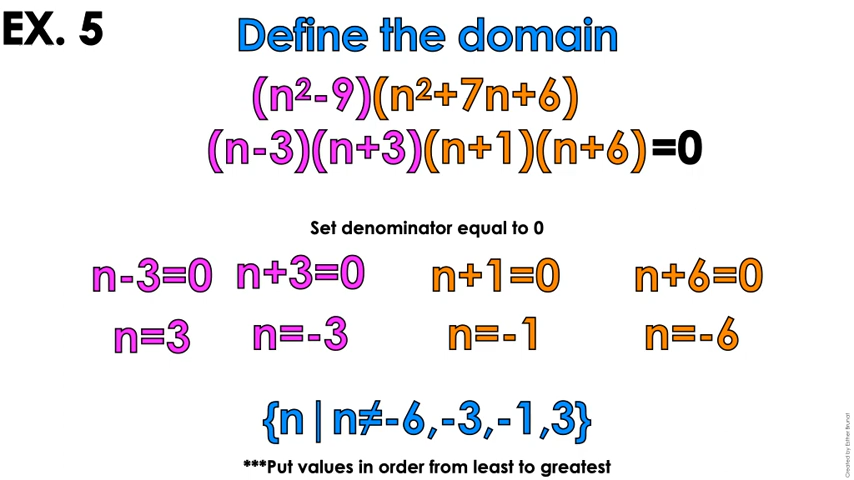 EX. 5
Define the domain
(n²-9)(n²+7n+6)
(n-3)(n+3)(n+1)(n+6)=0
Set denominator equal to 0
n-3=0 n+3=0 n+1=0 n+6=0
n=3 n=-3 n=-1 n=-6
{n|n≠-6,-3,-1,3}
***Put values in order from least to greatest
Created by Esther Brunat